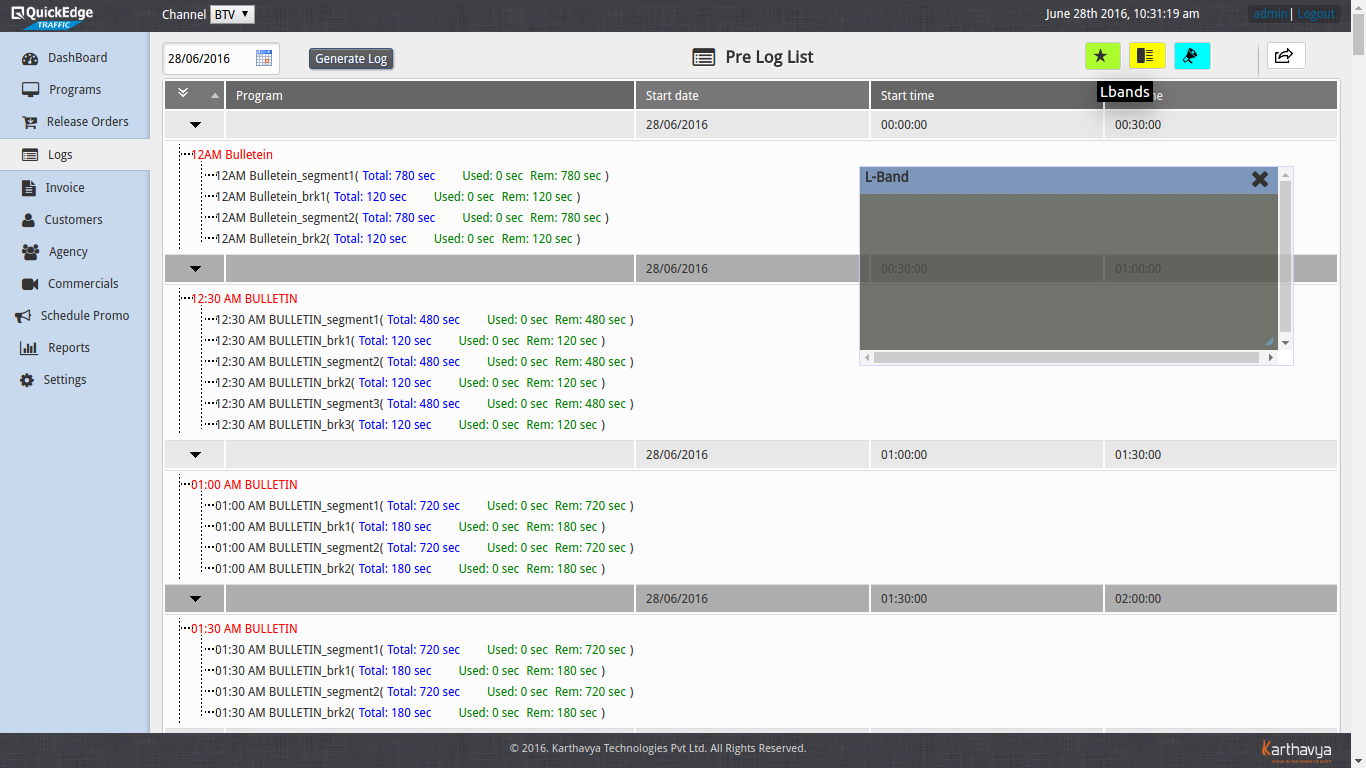 QuickEdge
TRAFFIC
Channel BTV ▼
June 28th 2016, 10:31:19 am
admin | Logout
DashBoard
Programs
Release Orders
Logs
Invoice
Customers
Agency
Commercials
Schedule Promo
Reports
Settings
28/06/2016
Generate Log
Pre Log List
Lbands
Program Start date Start time me
28/06/2016 00:00:00 00:30:00
12AM Bulletein
12AM Bulletein_segment1( Total: 780 sec Used: 0 sec Rem: 780 sec )
12AM Bulletein_brk1( Total: 120 sec Used: 0 sec Rem: 120 sec )
12AM Bulletein_segment2( Total: 780 sec Used: 0 sec Rem: 780 sec )
12AM Bulletein_brk2( Total: 120 sec Used: 0 sec Rem: 120 sec )
L-Band
28/06/2016 00:30:00 01:00:00
12:30 AM BULLETIN
12:30 AM BULLETIN_segment1( Total: 480 sec Used: 0 sec Rem: 480 sec )
12:30 AM BULLETIN_brk1( Total: 120 sec Used: 0 sec Rem: 120 sec )
12:30 AM BULLETIN_segment2( Total: 480 sec Used: 0 sec Rem: 480 sec )
12:30 AM BULLETIN_brk2( Total: 120 sec Used: 0 sec Rem: 120 sec )
12:30 AM BULLETIN_segment3( Total: 480 sec Used: 0 sec Rem: 480 sec )
12:30 AM BULLETIN_brk3( Total: 120 sec Used: 0 sec Rem: 120 sec )
28/06/2016 01:00:00 01:30:00
01:00 AM BULLETIN
01:00 AM BULLETIN_segment1( Total: 720 sec Used: 0 sec Rem: 720 sec )
01:00 AM BULLETIN_brk1( Total: 180 sec Used: 0 sec Rem: 180 sec )
01:00 AM BULLETIN_segment2( Total: 720 sec Used: 0 sec Rem: 720 sec )
01:00 AM BULLETIN_brk2( Total: 180 sec Used: 0 sec Rem: 180 sec )
28/06/2016 01:30:00 02:00:00
01:30 AM BULLETIN
01:30 AM BULLETIN_segment1( Total: 720 sec Used: 0 sec Rem: 720 sec )
01:30 AM BULLETIN_brk1( Total: 180 sec Used: 0 sec Rem: 180 sec )
01:30 AM BULLETIN_segment2( Total: 720 sec Used: 0 sec Rem: 720 sec )
01:30 AM BULLETIN_brk2( Total: 180 sec Used: 0 sec Rem: 180 sec )
© 2016. Karthavya Technologies Pvt Ltd. All Rights Reserved.
Karthavya